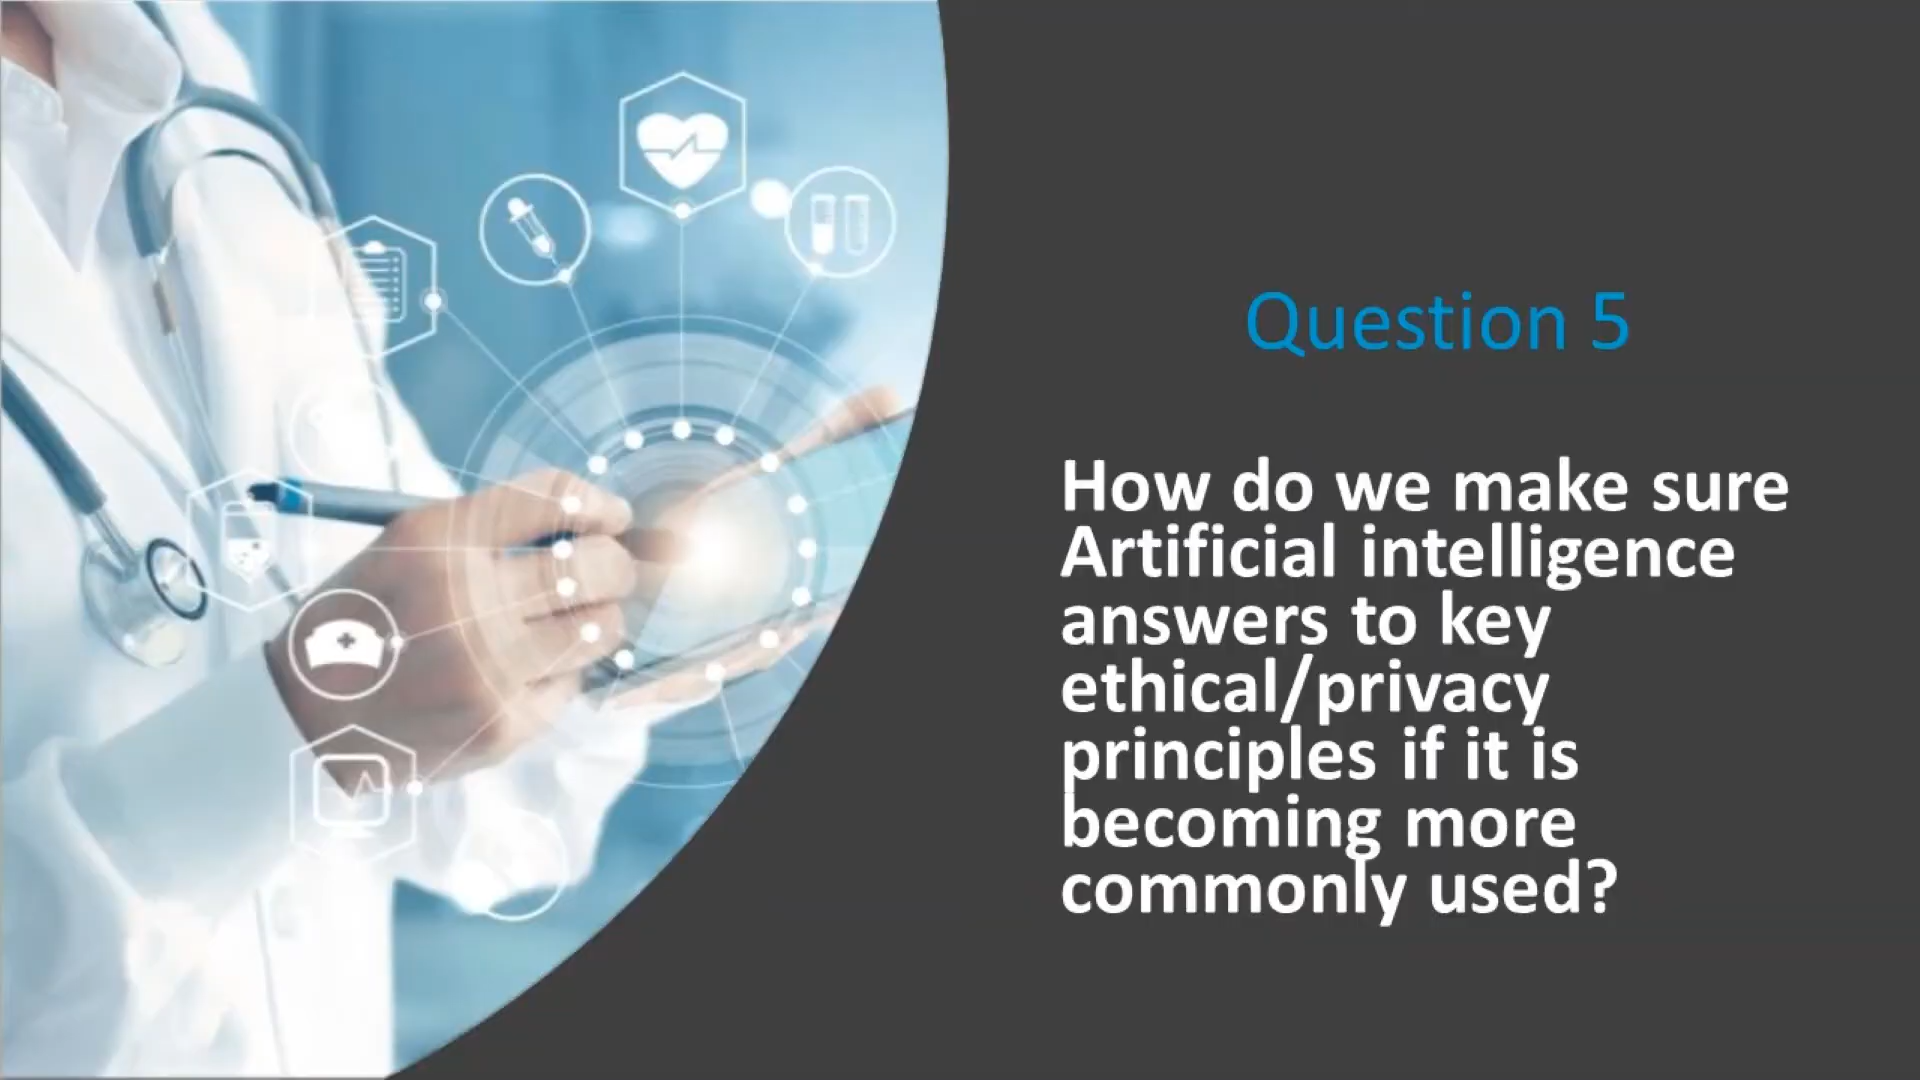 Question 5
How do we make sure
Artificial intelligence
answers to key
ethical/privacy
principles if it is
becoming more
commonly used?